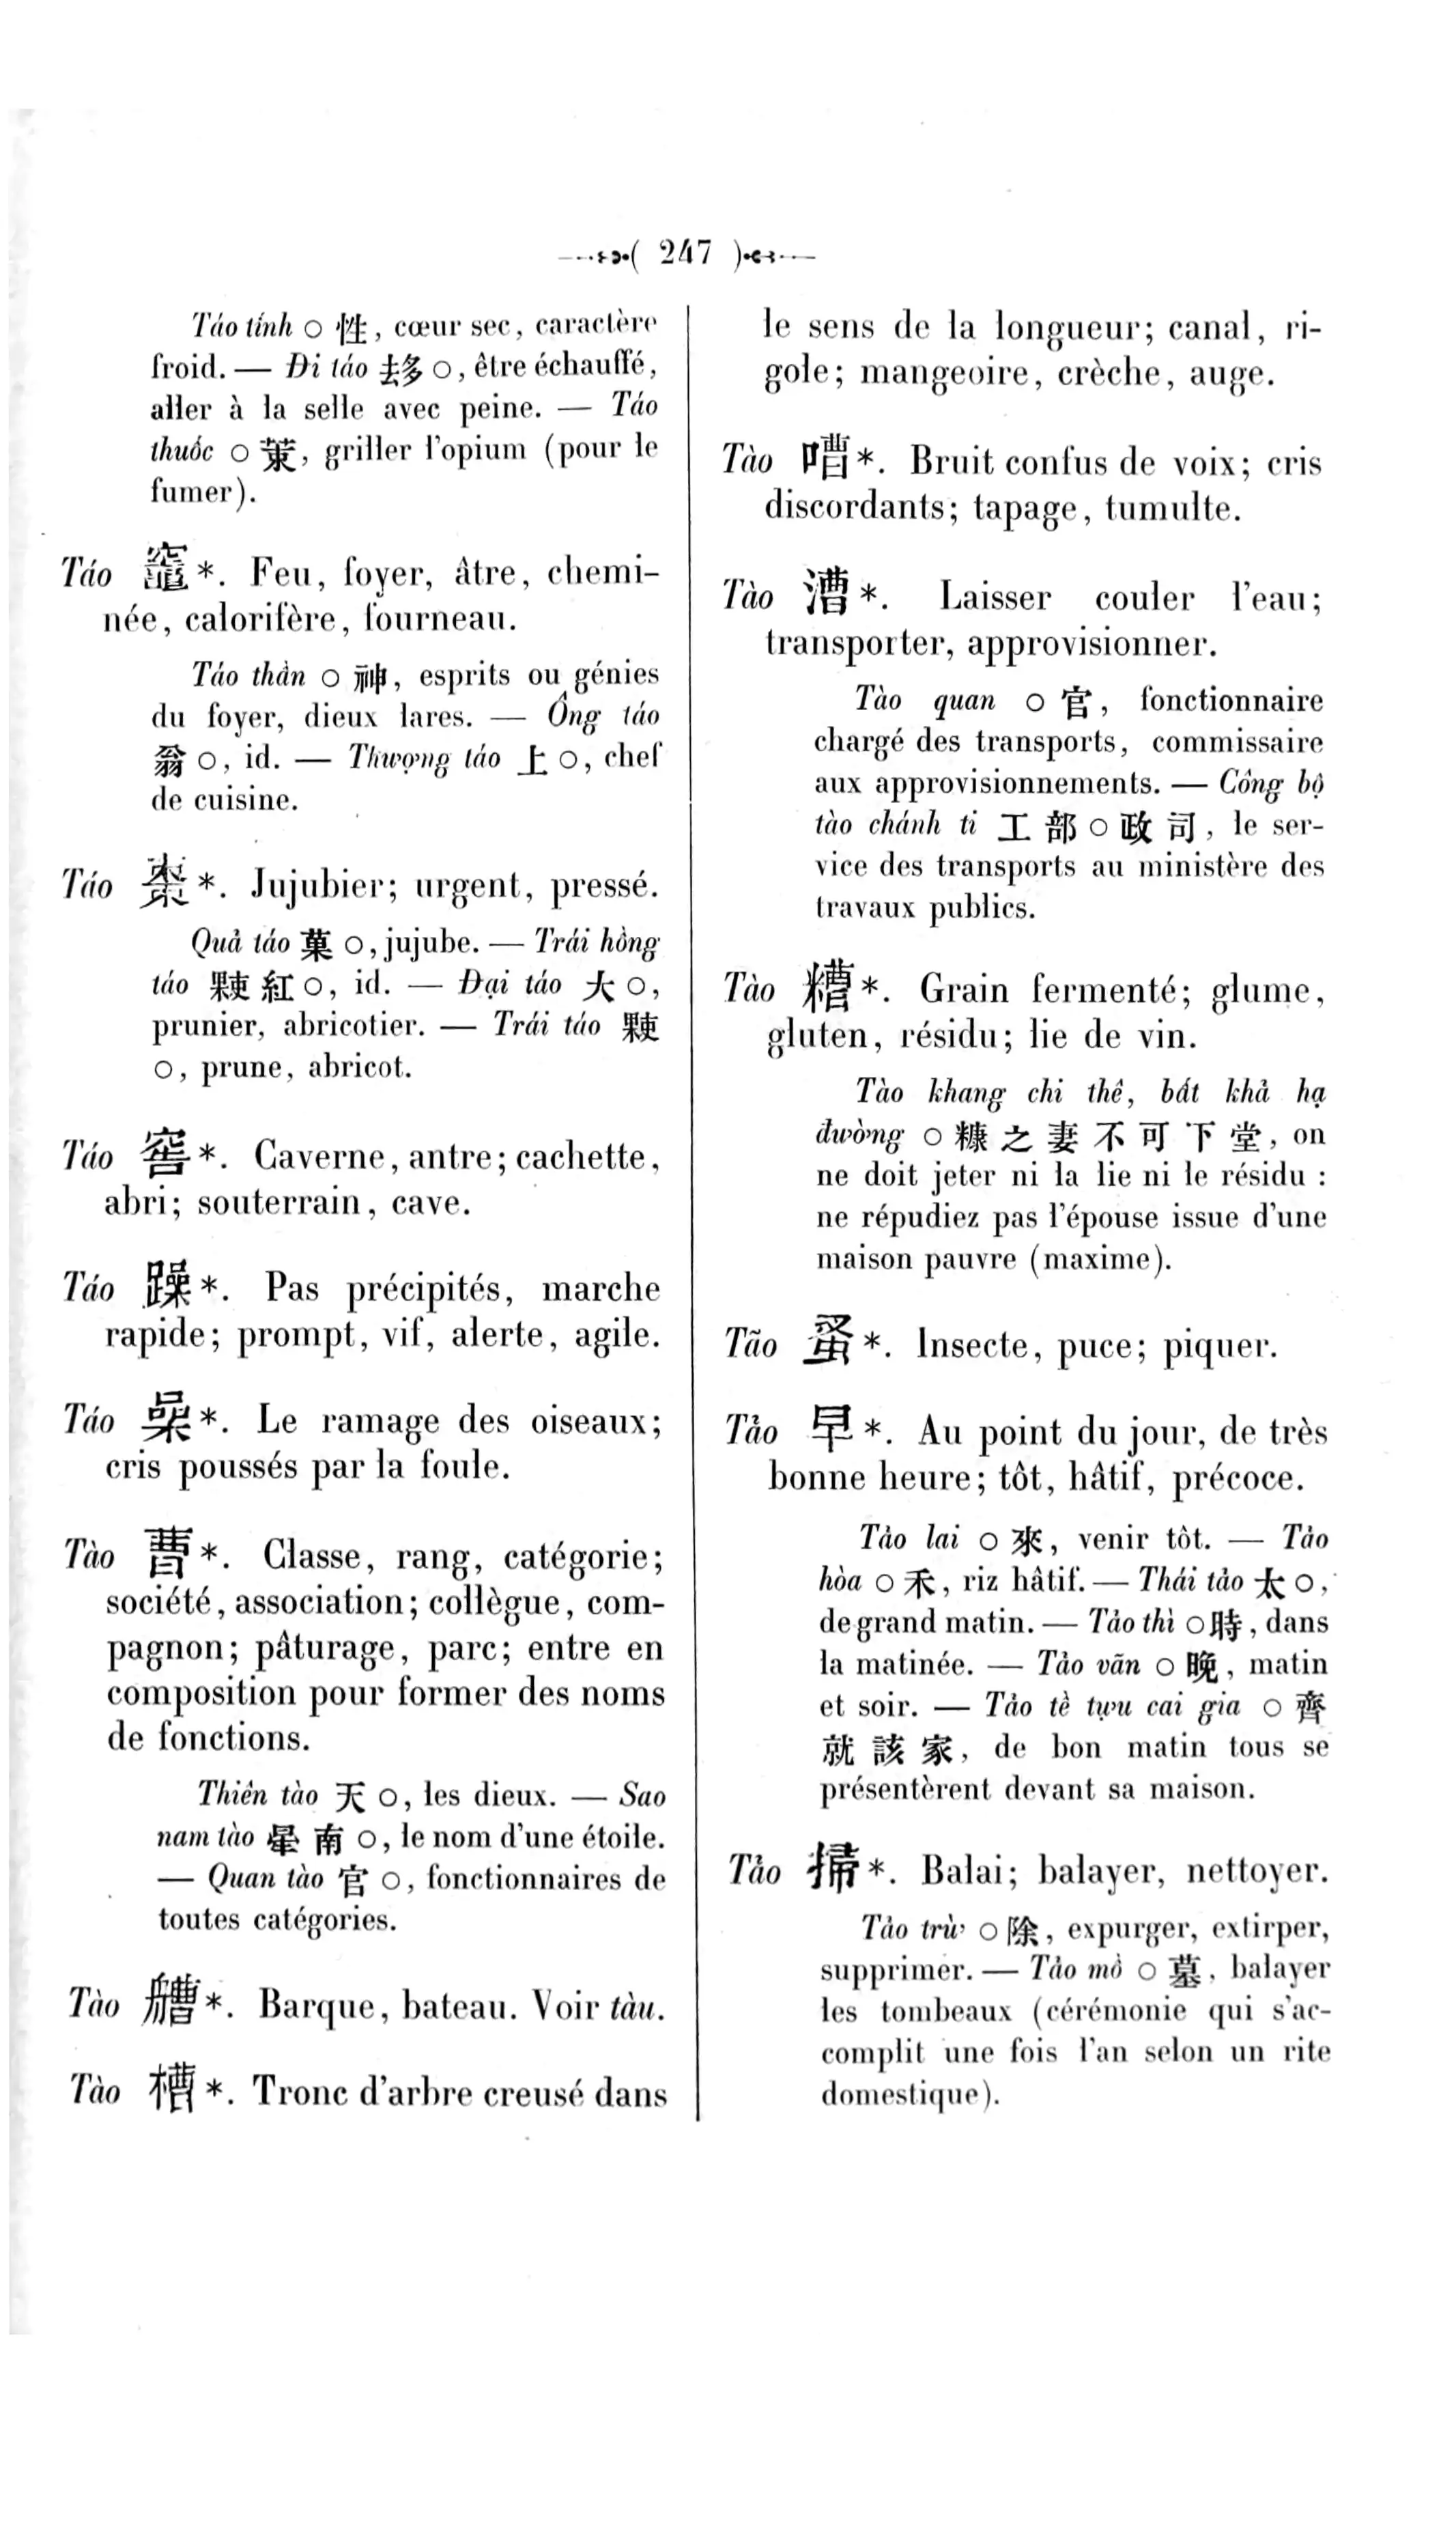 ( 247 )
Táo tính ○ 性, cœur sec, caractère
froid. — Đi táo 𠫾 ○, être échauffé,
aller à la selle avec peine. — Táo
thuốc ○ 葉, griller l'opium (pour le
fumer).
Táo 竈 *. Feu, foyer, âtre, chemi-
née, calorifère, fourneau.
Táo thần ○ 神, esprits ou génies
du foyer, dieux lares. — Ông táo
翁 ○, id. — Thượng táo 上 ○, chef
de cuisine.
Táo 棗 *. Jujubier; urgent, pressé.
Quả táo 菓 ○, jujube. — Trái hồng
táo 𣛤 紅 ○, id. — Đại táo 大 ○,
prunier, abricotier. — Trái táo 𣛤
○, prune, abricot.
Táo 窖 *. Caverne, antre; cachette,
abri; souterrain, cave.
Táo 躁 *. Pas précipités, marche
rapide; prompt, vif, alerte, agile.
Táo 喿 *. Le ramage des oiseaux;
cris poussés par la foule.
Tào 曹 *. Classe, rang, catégorie;
société, association; collègue, com-
pagnon; pâturage, parc; entre en
composition pour former des noms
de fonctions.
Thiên tào 天 ○, les dieux. — Sao
nam tào 𣋀 南 ○, le nom d'une étoile.
— Quan tào 官 ○, fonctionnaires de
toutes catégories.
Tào 艚 *. Barque, bateau. Voir tàu.
Tào 槽 *. Tronc d'arbre creusé dans
le sens de la longueur; canal, ri-
gole; mangeoire, crèche, auge.
Tào 嘈 *. Bruit confus de voix; cris
discordants; tapage, tumulte.
Tào 漕 *. Laisser couler l'eau;
transporter, approvisionner.
Tào quan ○ 官, fonctionnaire
chargé des transports, commissaire
aux approvisionnements. — Công bộ
tào chánh ti 工 部 ○ 政 司, le ser-
vice des transports au ministère des
travaux publics.
Tào 糟 *. Grain fermenté; glume,
gluten, résidu; lie de vin.
Tào khang chi thê, bất khả hạ
đường ○ 糠 之 妻 不 可 下 堂, on
ne doit jeter ni la lie ni le résidu :
ne répudiez pas l'épouse issue d'une
maison pauvre (maxime).
Tão 蚤 *. Insecte, puce; piquer.
Tảo 早 *. Au point du jour, de très
bonne heure; tôt, hâtif, précoce.
Tảo lai ○ 來, venir tôt. — Tảo
hòa ○ 禾, riz hâtif. — Thái tảo 太 ○,
de grand matin. — Tảo thì ○ 時, dans
la matinée. — Tảo vãn ○ 晚, matin
et soir. — Tảo tề tựu cai gia ○ 齊
就 該 家, de bon matin tous se
présentèrent devant sa maison.
Tảo 掃 *. Balai; balayer, nettoyer.
Tảo trừ ○ 除, expurger, extirper,
supprimer. — Tảo mồ ○ 墓, balayer
les tombeaux (cérémonie qui s'ac-
complit une fois l'an selon un rite
domestique).